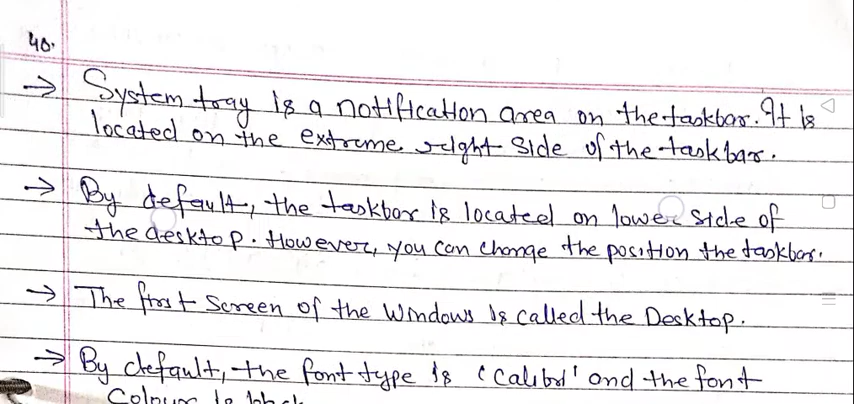 40.
→ System tray is a notification area on the taskbar. It is
located on the extreme right side of the taskbar.
→ By default, the taskbar is located on lower side of
the desktop. However, you can change the position the taskbar.
→ The first screen of the Windows is called the Desktop.
→ By default, the font type is 'Calibri' and the font
Colour is black